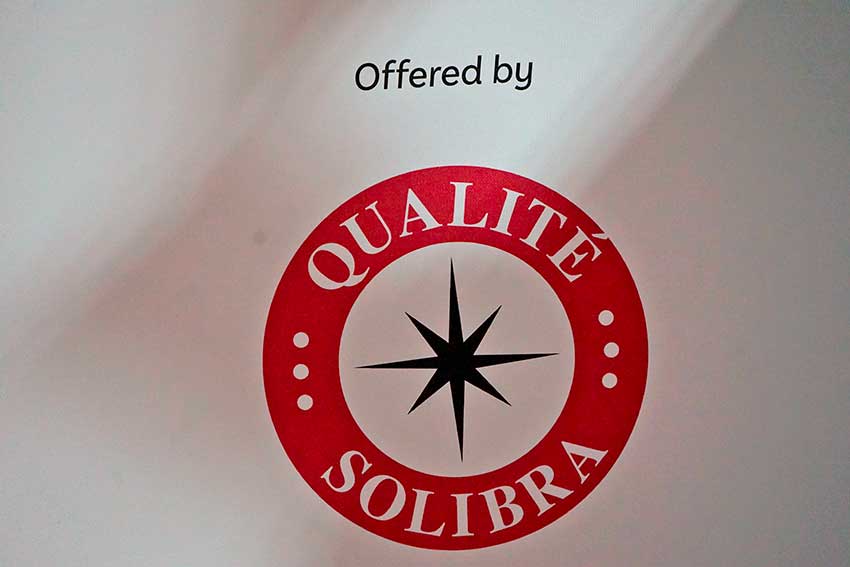 Offered by
QUALITÉ
SOLIBRA